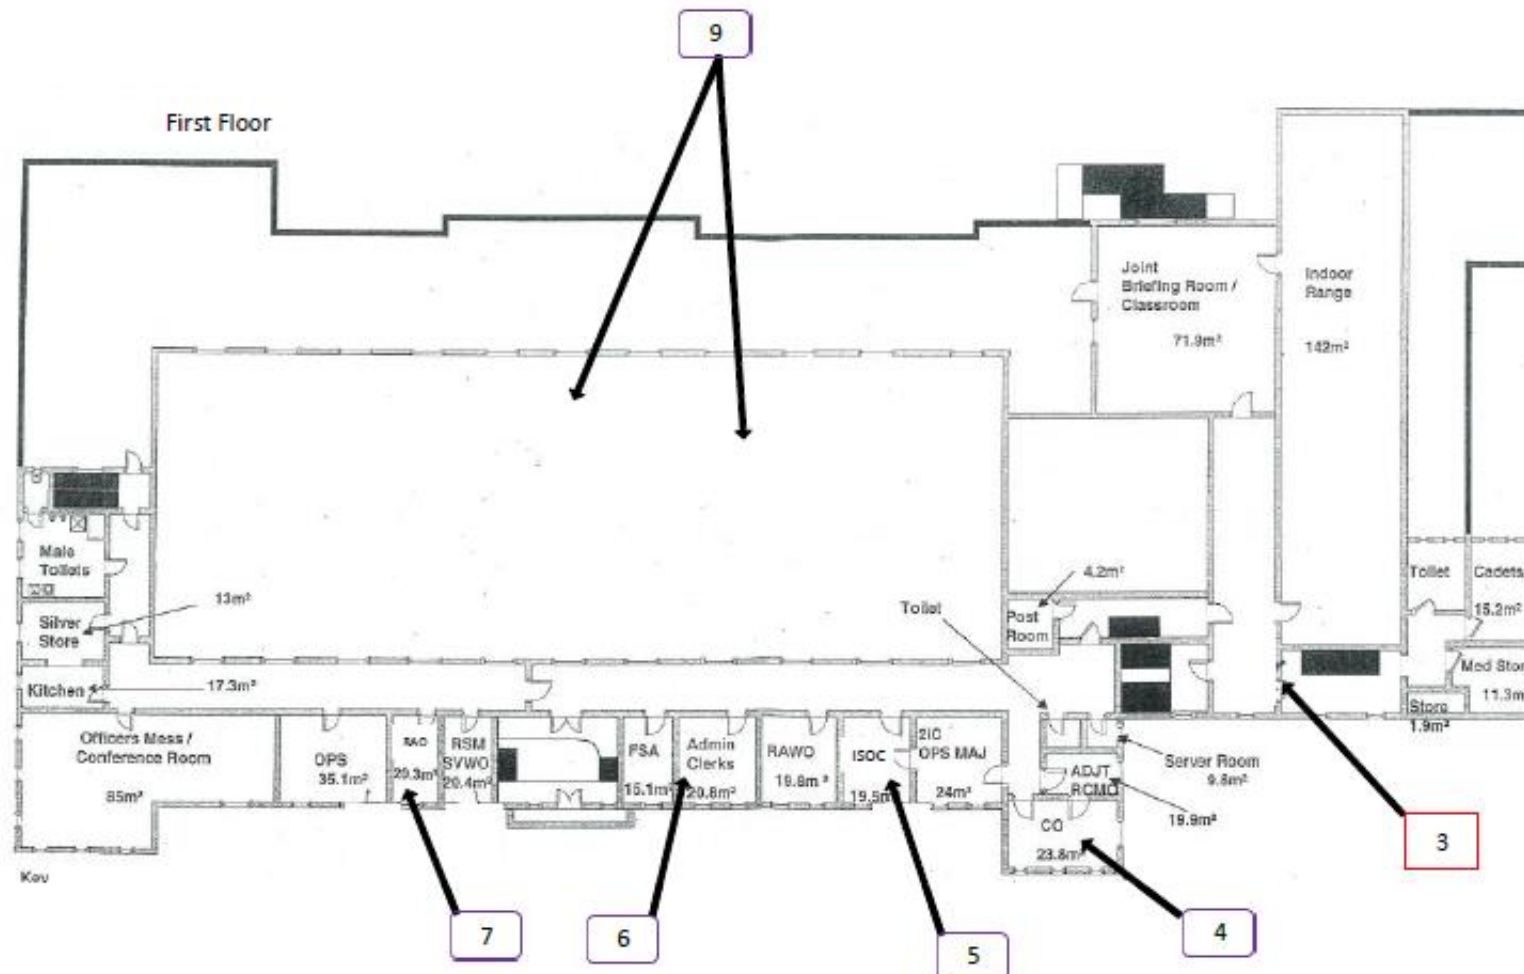 9
First Floor
Joint
Briefing Room /
Classroom
71.9m²
Indoor
Range
142m²
Male
Toilets
13m²
Silver
Store
Kitchen
17.3m²
Toilet
4.2m²
Post
Room
Toilet
Cadets
15.2m²
Med Stor
11.3m
Store
1.9m²
Officers Mess /
Conference Room
85m²
OPS
35.1m²
RAO
20.3m²
RSM
SVWO
20.4m²
PSA
15.1m²
Admin
Clerks
20.8m²
RAWO
19.8m²
ISOC
19.5m
2IC
OPS MAJ
24m²
Server Room
9.8m²
ADJT
RCMO
19.9m²
CO
23.8m²
3
Key
7
6
5
4